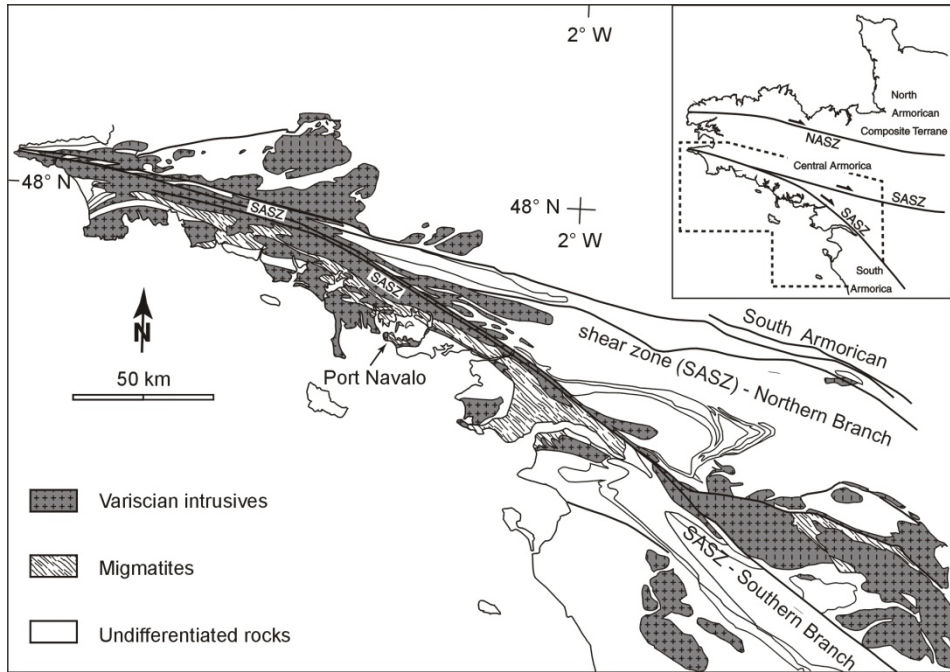 2° W
48° N
48° N
2° W
SASZ
SASZ
N
50 km
Port Navalo
South Armorican
shear zone (SASZ) - Northern Branch
SASZ - Southern Branch
Variscian intrusives
Migmatites
Undifferentiated rocks
North
Armorican
Composite Terrane
NASZ
Central Armorica
SASZ
SASZ
South
Armorica